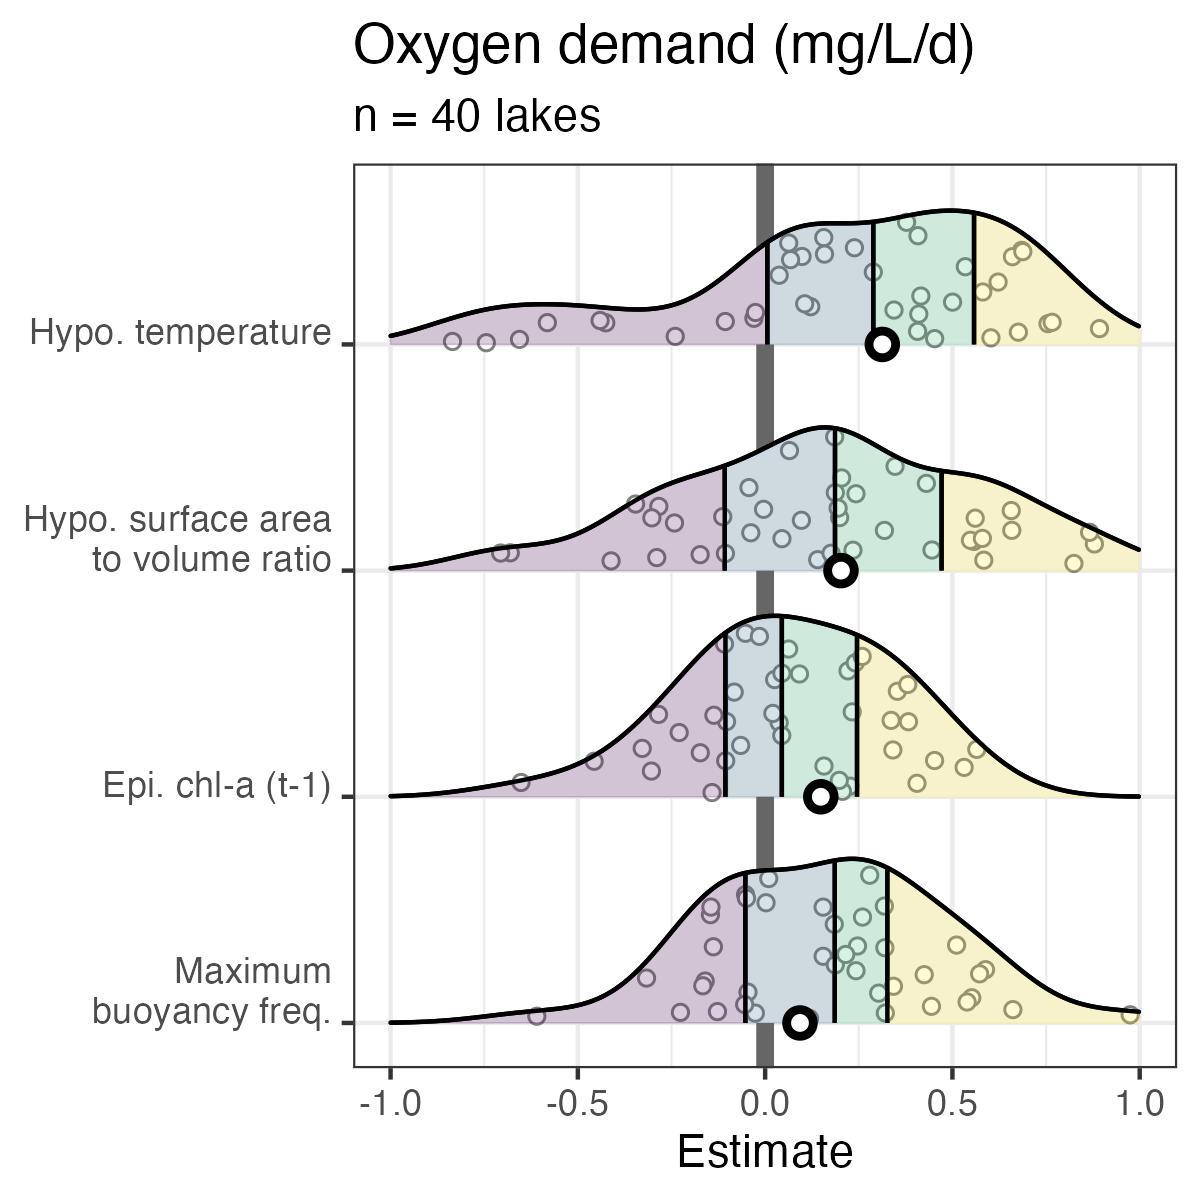 Oxygen demand (mg/L/d)
n = 40 lakes
Hypo. temperature
Hypo. surface area
to volume ratio
Epi. chl-a (t-1)
Maximum
buoyancy freq.
-1.0 -0.5 0.0 0.5 1.0
Estimate